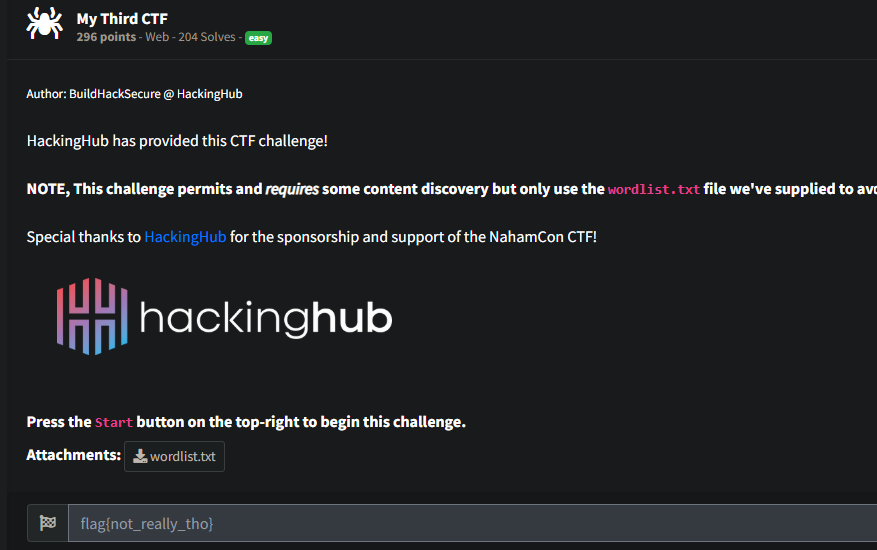 My Third CTF
296 points - Web - 204 Solves - easy
Author: BuildHackSecure @ HackingHub
HackingHub has provided this CTF challenge!
NOTE, This challenge permits and requires some content discovery but only use the wordlist.txt file we've supplied to
Special thanks to HackingHub for the sponsorship and support of the NahamCon CTF!
hackinghub
Press the Start button on the top-right to begin this challenge.
Attachments: wordlist.txt
flag{not_really_tho}